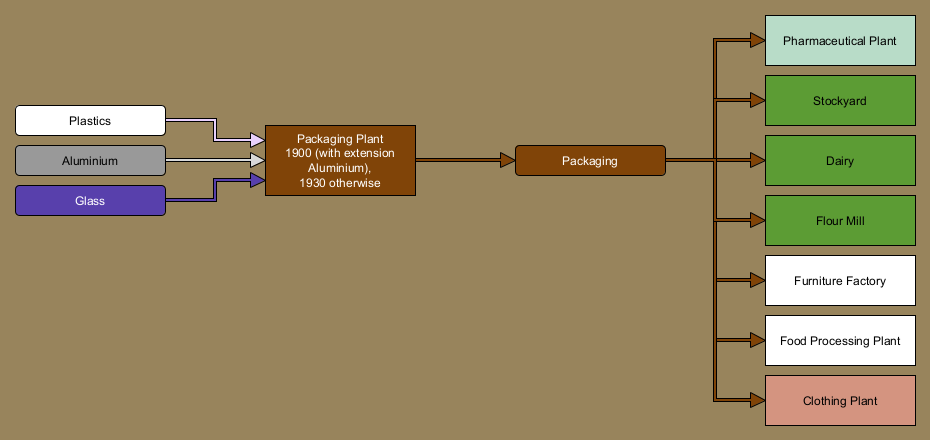 Plastics
Aluminium
Glass
Packaging Plant
1900 (with extension
Aluminium),
1930 otherwise
Packaging
Pharmaceutical Plant
Stockyard
Dairy
Flour Mill
Furniture Factory
Food Processing Plant
Clothing Plant